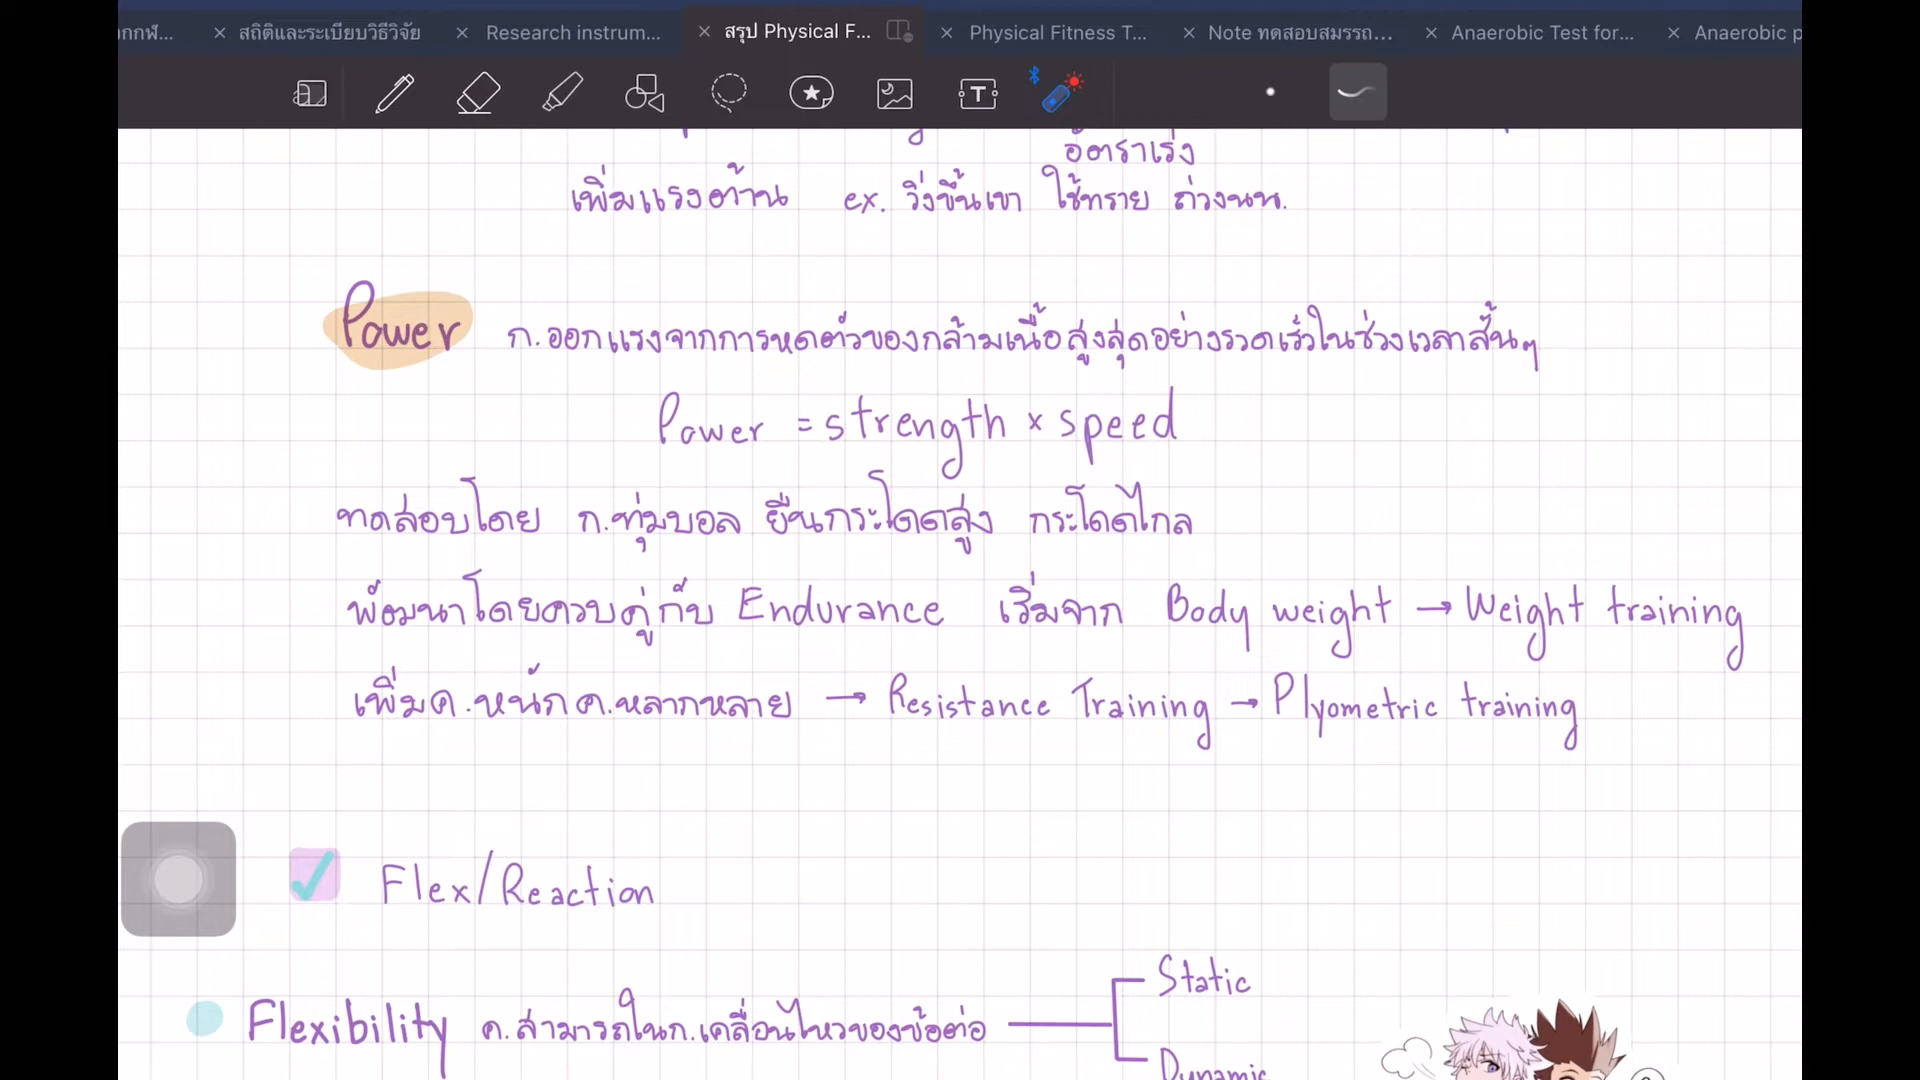 สถิติและระเบียบวิธีวิจัย
Research instrum...
สรุป Physical F...
Physical Fitness T...
Note ทดสอบสมรรถ...
Anaerobic Test for...
Anaerobic p
อัตราเร่ง
เพิ่มแรงต้าน ex. วิ่งขึ้นเขา ใช้ทราย ถ่วงนน.
Power ก.ออกแรงจากการหดตัวของกล้ามเนื้อสูงสุดอย่างรวดเร็วในช่วงเวลาสั้นๆ
Power = strength × speed
ทดสอบโดย ก.ทุ่มบอล ยืนกระโดดสูง กระโดดไกล
พัฒนาโดยควบคู่กับ Endurance เริ่มจาก Body weight → Weight training
เพิ่มค.หนัก ค.หลากหลาย → Resistance Training → Plyometric training
Flex/Reaction
Static
Flexibility ค.สามารถในก.เคลื่อนไหวของข้อต่อ
Dynamic